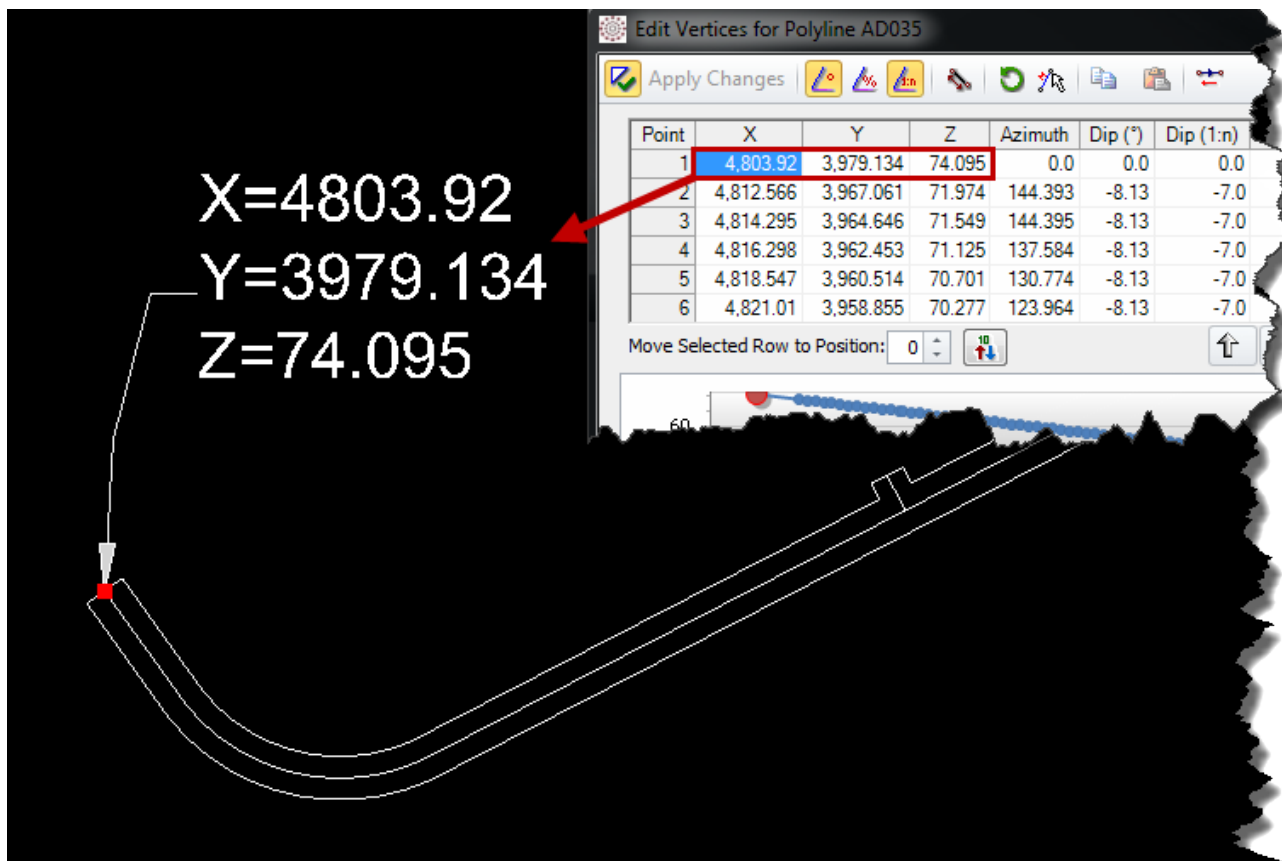 Edit Vertices for Polyline AD035
Apply Changes
Point X Y Z Azimuth Dip (°) Dip (1:n)
1 4,803.92 3,979.134 74.095 0.0 0.0 0.0
2 4,812.566 3,967.061 71.974 144.393 -8.13 -7.0
3 4,814.295 3,964.646 71.549 144.395 -8.13 -7.0
4 4,816.298 3,962.453 71.125 137.584 -8.13 -7.0
5 4,818.547 3,960.514 70.701 130.774 -8.13 -7.0
6 4,821.01 3,958.855 70.277 123.964 -8.13 -7.0
Move Selected Row to Position: 0
10
60
X=4803.92
Y=3979.134
Z=74.095